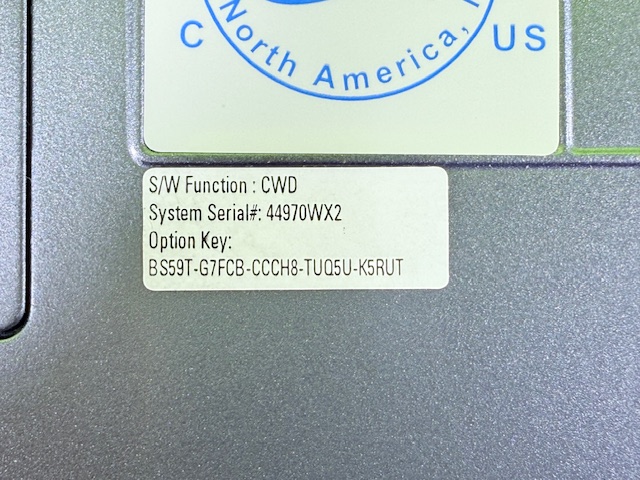 C North America, US
S/W Function : CWD
System Serial#: 44970WX2
Option Key:
BS59T-G7FCB-CCCH8-TUQ5U-K5RUT